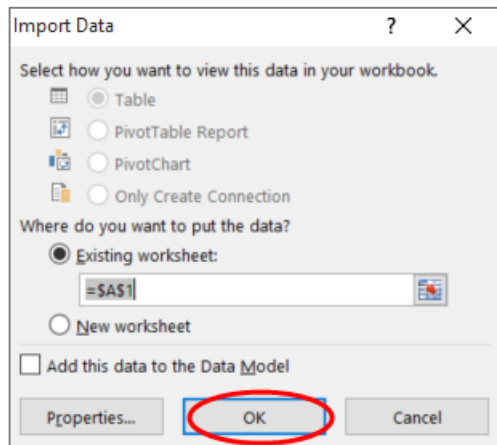 Import Data ?
Select how you want to view this data in your workbook.
Table
PivotTable Report
PivotChart
Only Create Connection
Where do you want to put the data?
Existing worksheet:
=$A$1
New worksheet
Add this data to the Data Model
Properties... OK Cancel